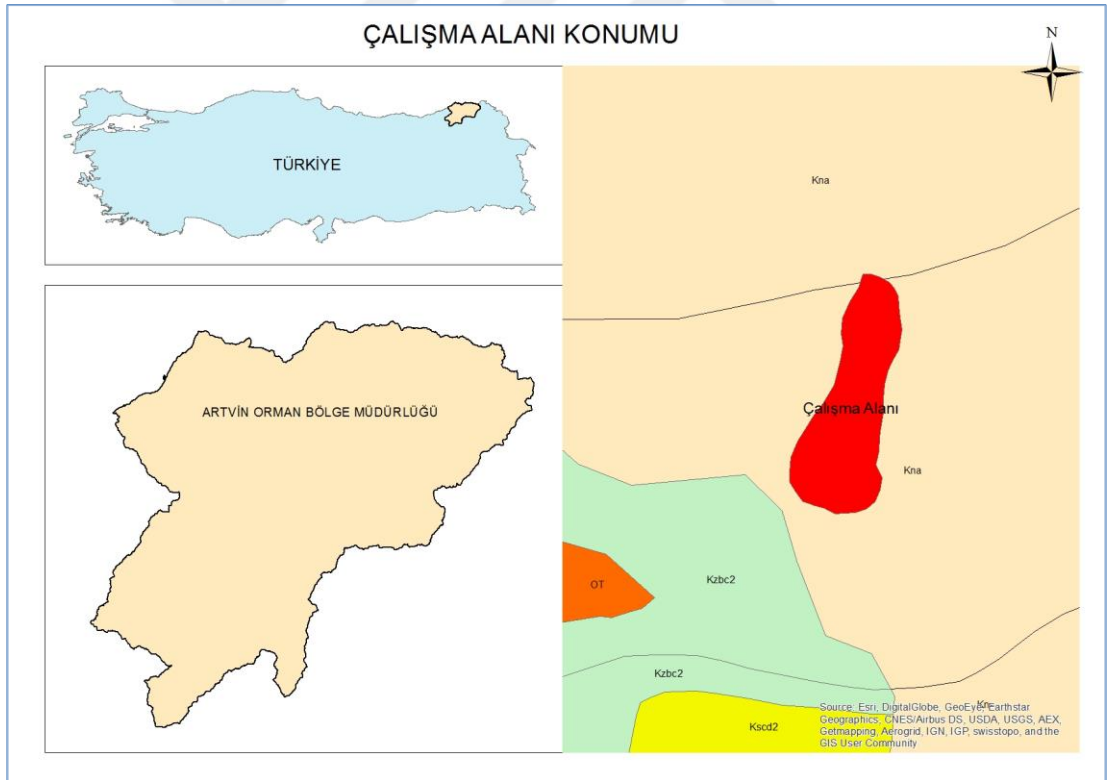 ÇALIŞMA ALANI KONUMU
N
TÜRKİYE
ARTVİN ORMAN BÖLGE MÜDÜRLÜĞÜ
Kna
Çalışma Alanı
Kna
Kzbc2
OT
Kzbc2
Kscd2
Source: Esri, DigitalGlobe, GeoEye, Earthstar
Geographics, CNES/Airbus DS, USDA, USGS, AEX,
Getmapping, Aerogrid, IGN, IGP, swisstopo, and the
GIS User Community